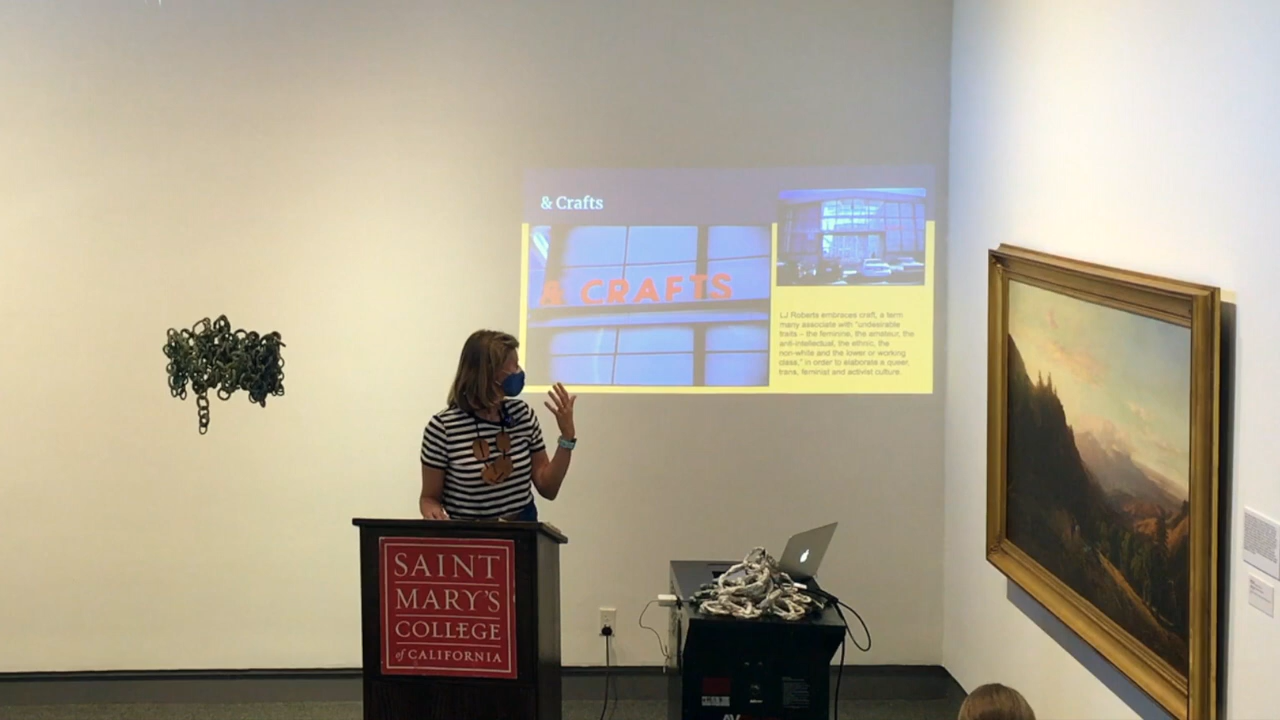 & Crafts
& CRAFTS
LJ Roberts embraces craft, a term
many associate with "undesirable
traits – the feminine, the amateur, the
anti-intellectual, the ethnic, the
non-white and the lower or working
class," in order to elaborate a queer,
trans, feminist and activist culture.
SAINT
MARY'S
COLLEGE
of CALIFORNIA
AV